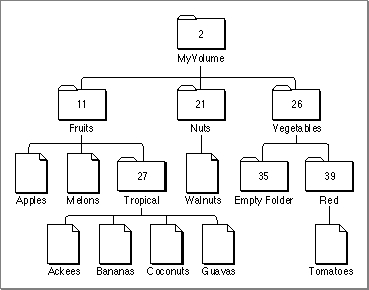 2
MyVolume
11 21 26
Fruits Nuts Vegetables
27 35 39
Apples Melons Tropical Walnuts Empty Folder Red
Ackees Bananas Coconuts Guavas Tomatoes